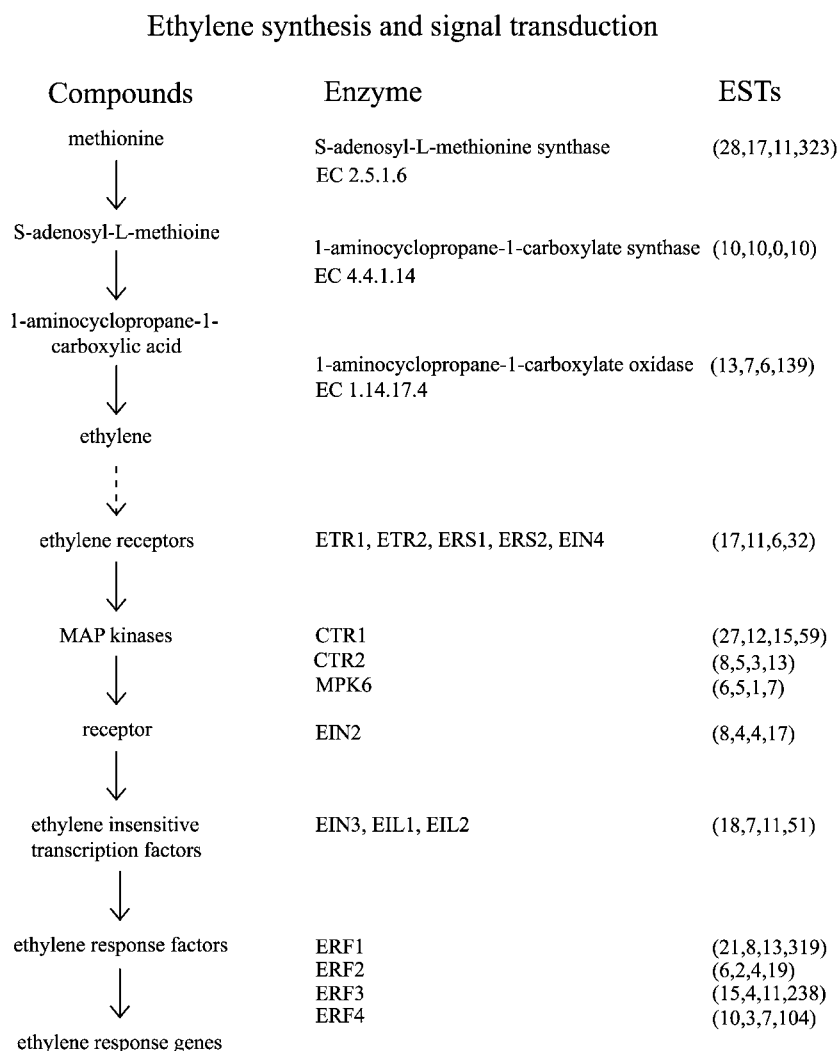 Ethylene synthesis and signal transduction
Compounds Enzyme ESTs
methionine
S-adenosyl-L-methionine synthase (28,17,11,323)
EC 2.5.1.6
S-adenosyl-L-methioine
1-aminocyclopropane-1-carboxylate synthase (10,10,0,10)
EC 4.4.1.14
1-aminocyclopropane-1-
carboxylic acid
1-aminocyclopropane-1-carboxylate oxidase (13,7,6,139)
EC 1.14.17.4
ethylene
ethylene receptors ETR1, ETR2, ERS1, ERS2, EIN4 (17,11,6,32)
MAP kinases CTR1 (27,12,15,59)
CTR2 (8,5,3,13)
MPK6 (6,5,1,7)
receptor EIN2 (8,4,4,17)
ethylene insensitive EIN3, EIL1, EIL2 (18,7,11,51)
transcription factors
ethylene response factors ERF1 (21,8,13,319)
ERF2 (6,2,4,19)
ERF3 (15,4,11,238)
ERF4 (10,3,7,104)
ethylene response genes